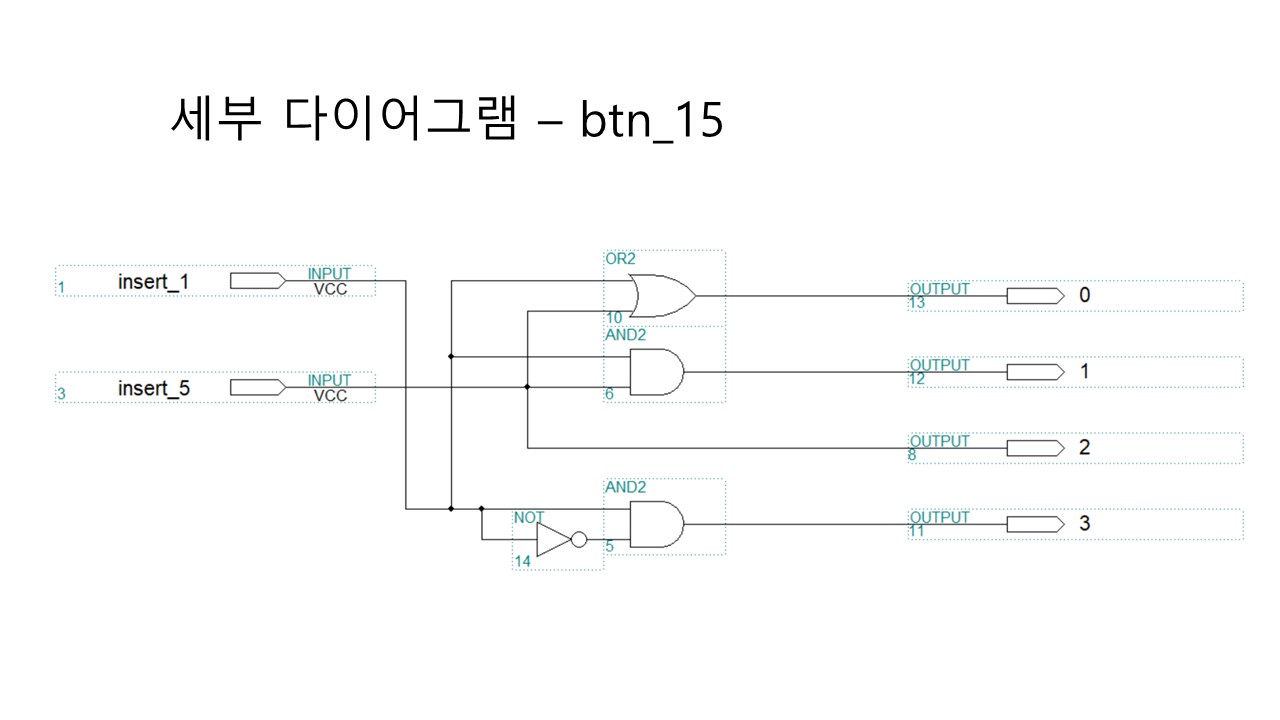 세부 다이어그램 – btn_15
OR2
1 insert_1 INPUT VCC
OUTPUT 13 0
10
AND2
OUTPUT 12 1
3 insert_5 INPUT VCC
6
OUTPUT 8 2
AND2
NOT
OUTPUT 11 3
5
14